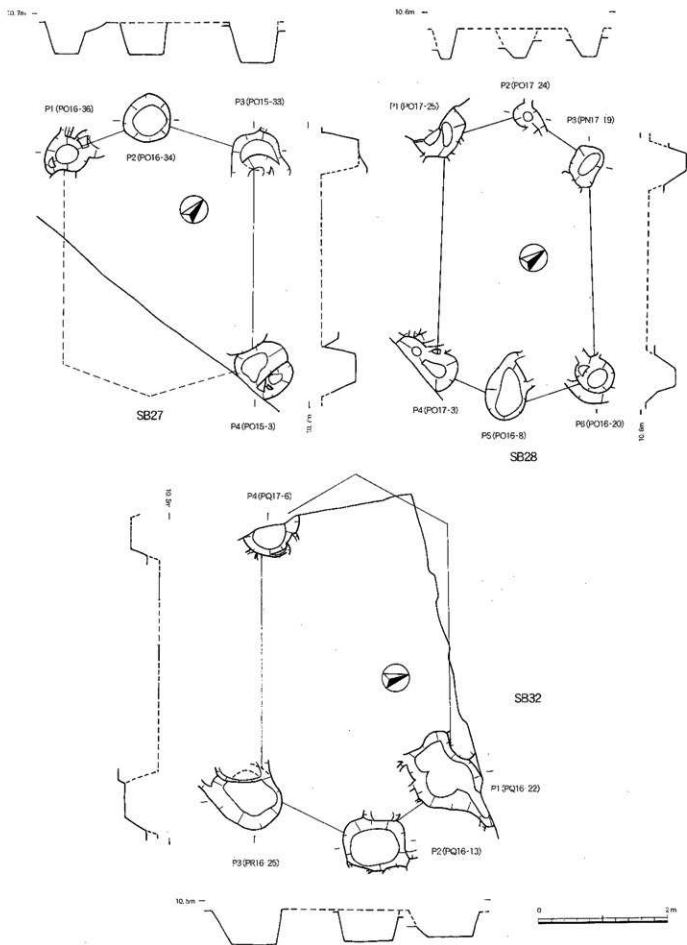 10.7m
P1(PO16-36)
P2(PO16-34)
P3(PO15-33)
P4(PO15-3)
SB27
10.6m
P1(PO17-25)
P2(PO17 24)
P3(PN17 19)
P4(PO17-3)
P5(PO16-8)
P6(PO16-20)
10.6m
SB28
10.5m
P4(PQ17-6)
SB32
P1(PQ16-22)
P2(PQ16-13)
P3(PR16 25)
10.5m
0 2m